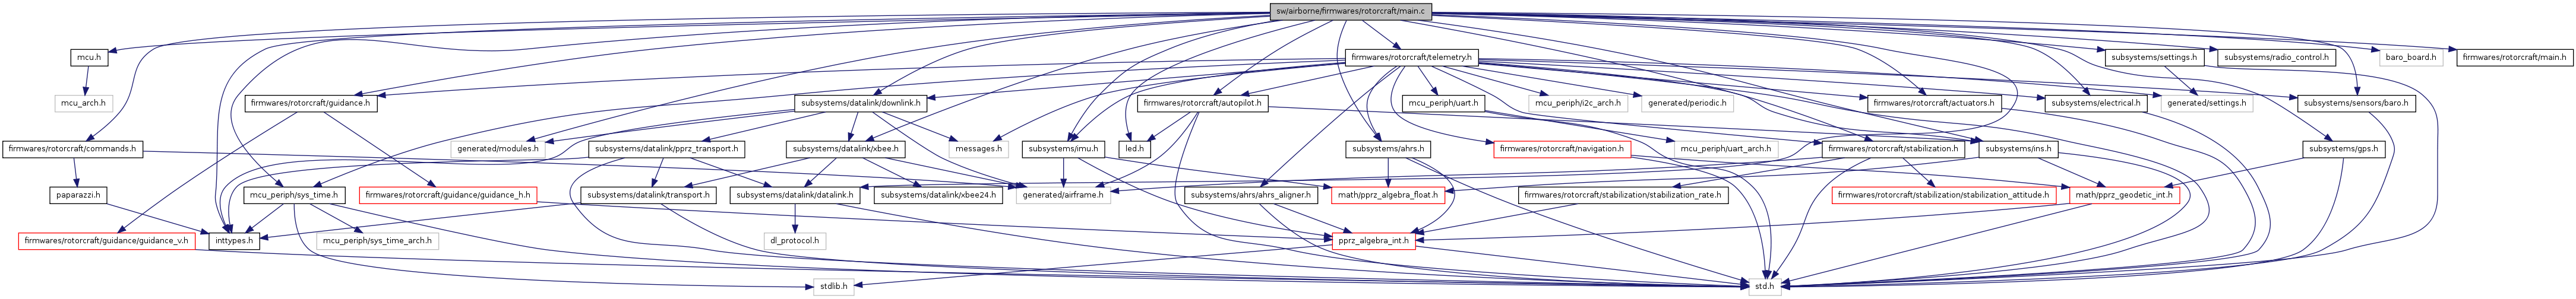 sw/airborne/firmwares/rotorcraft/main.c
mcu.h
firmwares/rotorcraft/telemetry.h
subsystems/settings.h
subsystems/radio_control.h
baro_board.h
firmwares/rotorcraft/main.h
mcu_arch.h
firmwares/rotorcraft/guidance.h
subsystems/datalink/downlink.h
firmwares/rotorcraft/autopilot.h
mcu_periph/uart.h
mcu_periph/i2c_arch.h
generated/periodic.h
firmwares/rotorcraft/actuators.h
subsystems/electrical.h
generated/settings.h
subsystems/sensors/baro.h
firmwares/rotorcraft/commands.h
generated/modules.h
subsystems/datalink/pprz_transport.h
subsystems/datalink/xbee.h
messages.h
subsystems/imu.h
led.h
subsystems/ahrs.h
firmwares/rotorcraft/navigation.h
mcu_periph/uart_arch.h
firmwares/rotorcraft/stabilization.h
subsystems/ins.h
subsystems/gps.h
paparazzi.h
mcu_periph/sys_time.h
firmwares/rotorcraft/guidance/guidance_h.h
subsystems/datalink/transport.h
subsystems/datalink/datalink.h
subsystems/datalink/xbee24.h
generated/airframe.h
subsystems/ahrs/ahrs_aligner.h
math/pprz_algebra_float.h
firmwares/rotorcraft/stabilization/stabilization_rate.h
firmwares/rotorcraft/stabilization/stabilization_attitude.h
math/pprz_geodetic_int.h
firmwares/rotorcraft/guidance/guidance_v.h
inttypes.h
mcu_periph/sys_time_arch.h
dl_protocol.h
pprz_algebra_int.h
stdlib.h
std.h